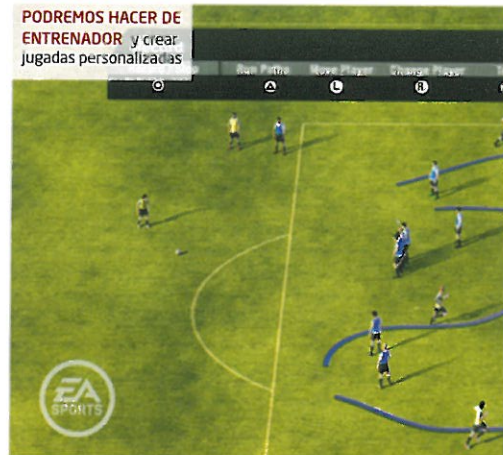 PODREMOS HACER DE
ENTRENADOR y crear
jugadas personalizadas
Run Paths Move Player Change Player
L R
EA
SPORTS